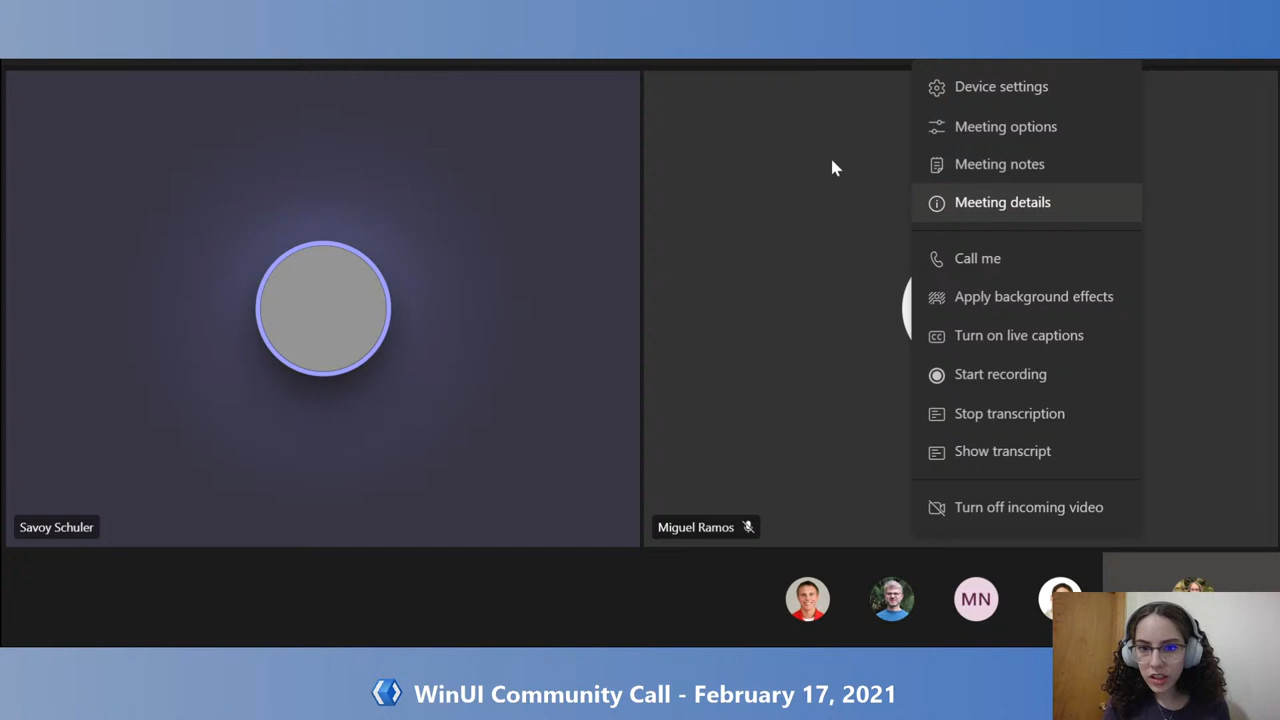 Device settings
Meeting options
Meeting notes
Meeting details
Call me
Apply background effects
CC
Turn on live captions
Start recording
Stop transcription
Show transcript
Turn off incoming video
Savoy Schuler
Miguel Ramos
MN
WinUI Community Call - February 17, 2021